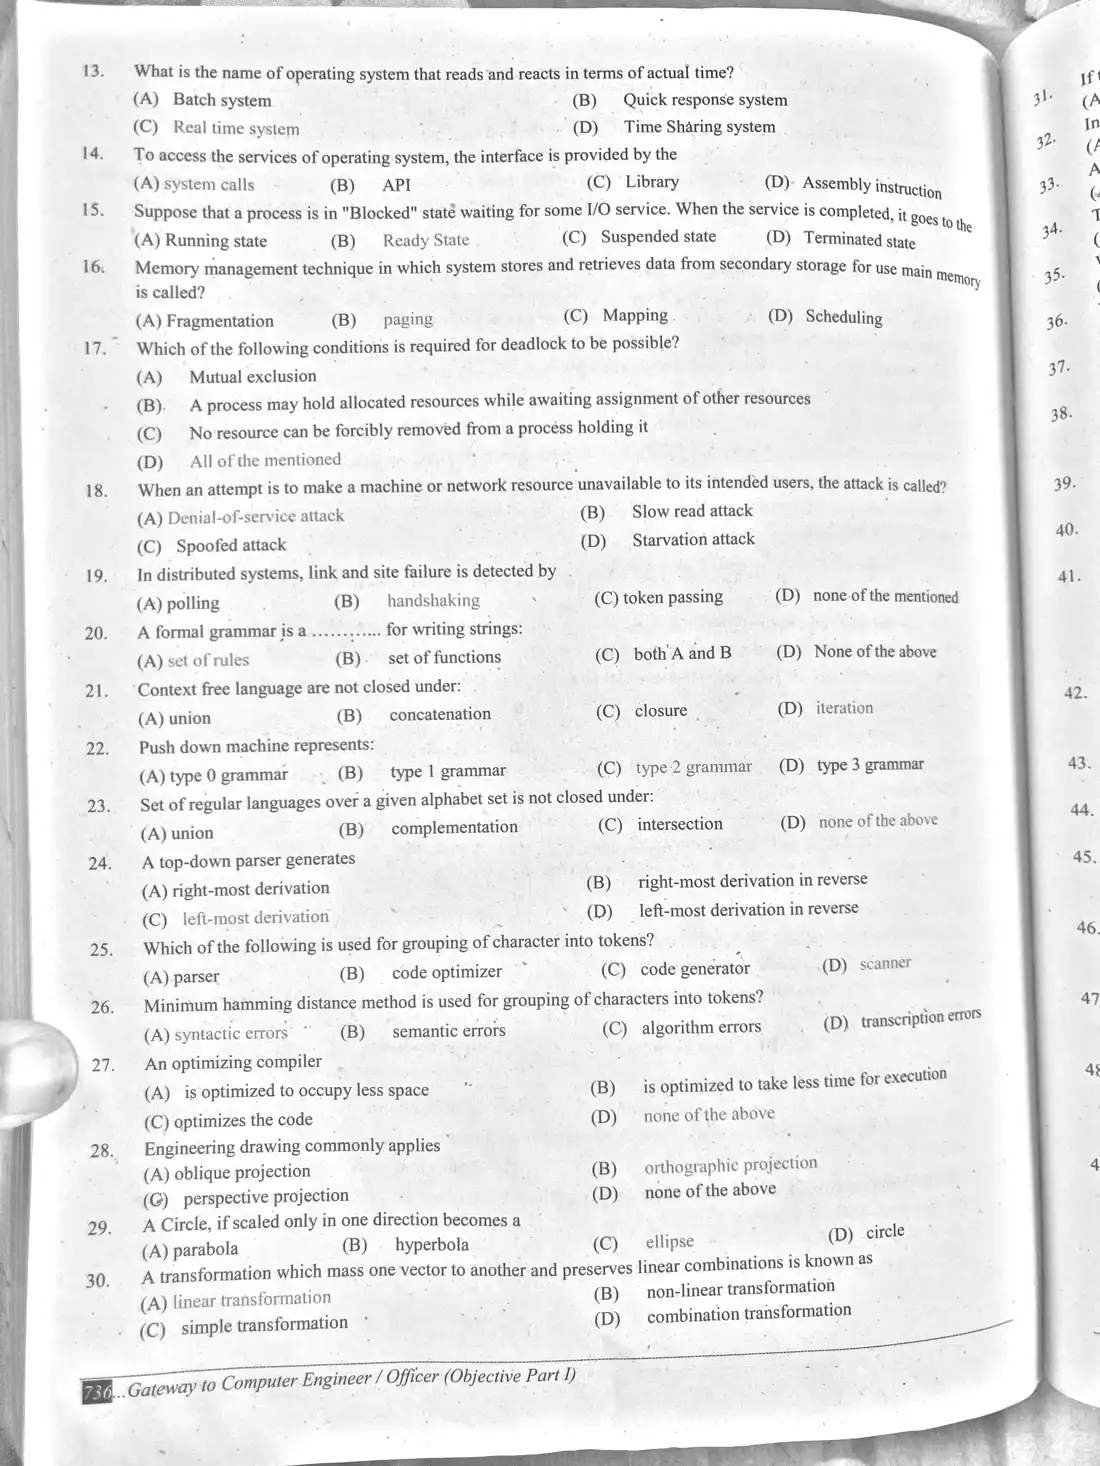 13. What is the name of operating system that reads and reacts in terms of actual time?
(A) Batch system (B) Quick response system
(C) Real time system (D) Time Sharing system
14. To access the services of operating system, the interface is provided by the
(A) system calls (B) API (C) Library (D) Assembly instruction
15. Suppose that a process is in "Blocked" state waiting for some I/O service. When the service is completed, it goes to the
(A) Running state (B) Ready State (C) Suspended state (D) Terminated state
16. Memory management technique in which system stores and retrieves data from secondary storage for use main memory
is called?
(A) Fragmentation (B) paging (C) Mapping (D) Scheduling
17. Which of the following conditions is required for deadlock to be possible?
(A) Mutual exclusion
(B) A process may hold allocated resources while awaiting assignment of other resources
(C) No resource can be forcibly removed from a process holding it
(D) All of the mentioned
18. When an attempt is to make a machine or network resource unavailable to its intended users, the attack is called?
(A) Denial-of-service attack (B) Slow read attack
(C) Spoofed attack (D) Starvation attack
19. In distributed systems, link and site failure is detected by
(A) polling (B) handshaking (C) token passing (D) none of the mentioned
20. A formal grammar is a ............ for writing strings:
(A) set of rules (B) set of functions (C) both A and B (D) None of the above
21. Context free language are not closed under:
(A) union (B) concatenation (C) closure (D) iteration
22. Push down machine represents:
(A) type 0 grammar (B) type 1 grammar (C) type 2 grammar (D) type 3 grammar
23. Set of regular languages over a given alphabet set is not closed under:
(A) union (B) complementation (C) intersection (D) none of the above
24. A top-down parser generates
(A) right-most derivation (B) right-most derivation in reverse
(C) left-most derivation (D) left-most derivation in reverse
25. Which of the following is used for grouping of character into tokens?
(A) parser (B) code optimizer (C) code generator (D) scanner
26. Minimum hamming distance method is used for grouping of characters into tokens?
(A) syntactic errors (B) semantic errors (C) algorithm errors (D) transcription errors
27. An optimizing compiler
(A) is optimized to occupy less space (B) is optimized to take less time for execution
(C) optimizes the code (D) none of the above
28. Engineering drawing commonly applies
(A) oblique projection (B) orthographic projection
(C) perspective projection (D) none of the above
29. A Circle, if scaled only in one direction becomes a
(A) parabola (B) hyperbola (C) ellipse (D) circle
30. A transformation which mass one vector to another and preserves linear combinations is known as
(A) linear transformation (B) non-linear transformation
(C) simple transformation (D) combination transformation
736...Gateway to Computer Engineer / Officer (Objective Part I)
31. If
(A
32. In
33. A
34.
35.
36.
37.
38.
39.
40.
41.
42.
43.
44.
45.
46.
47
48
4